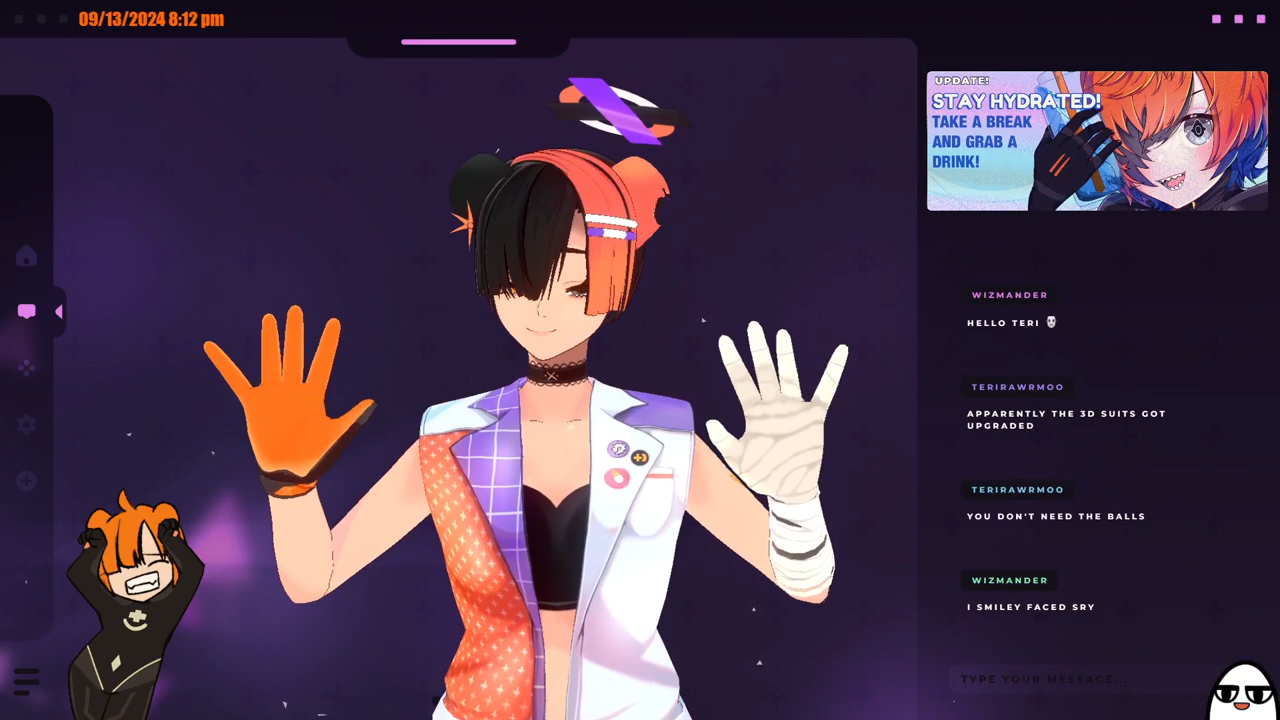 09/13/2024 8:12 pm
UPDATE!
STAY HYDRATED!
TAKE A BREAK
AND GRAB A
DRINK!
WIZMANDER
HELLO TERI
TERIRAWRMOO
APPARENTLY THE 3D SUITS GOT
UPGRADED
TERIRAWRMOO
YOU DON'T NEED THE BALLS
WIZMANDER
I SMILEY FACED SRY
TYPE YOUR MESSAGE...